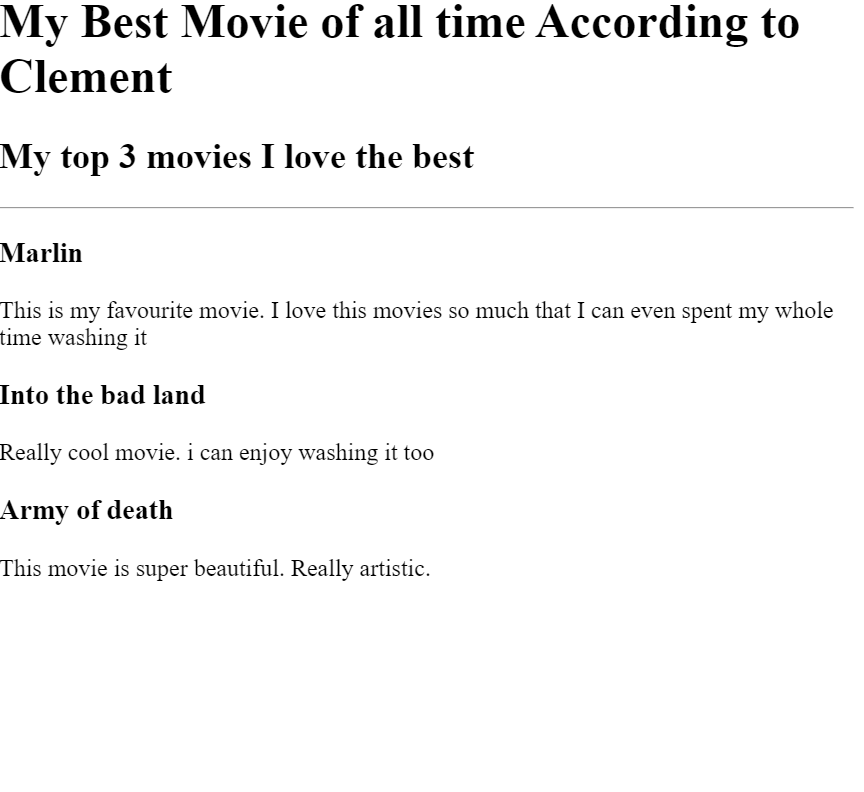 My Best Movie of all time According to
Clement
My top 3 movies I love the best
Marlin
This is my favourite movie. I love this movies so much that I can even spent my whole
time washing it
Into the bad land
Really cool movie. i can enjoy washing it too
Army of death
This movie is super beautiful. Really artistic.